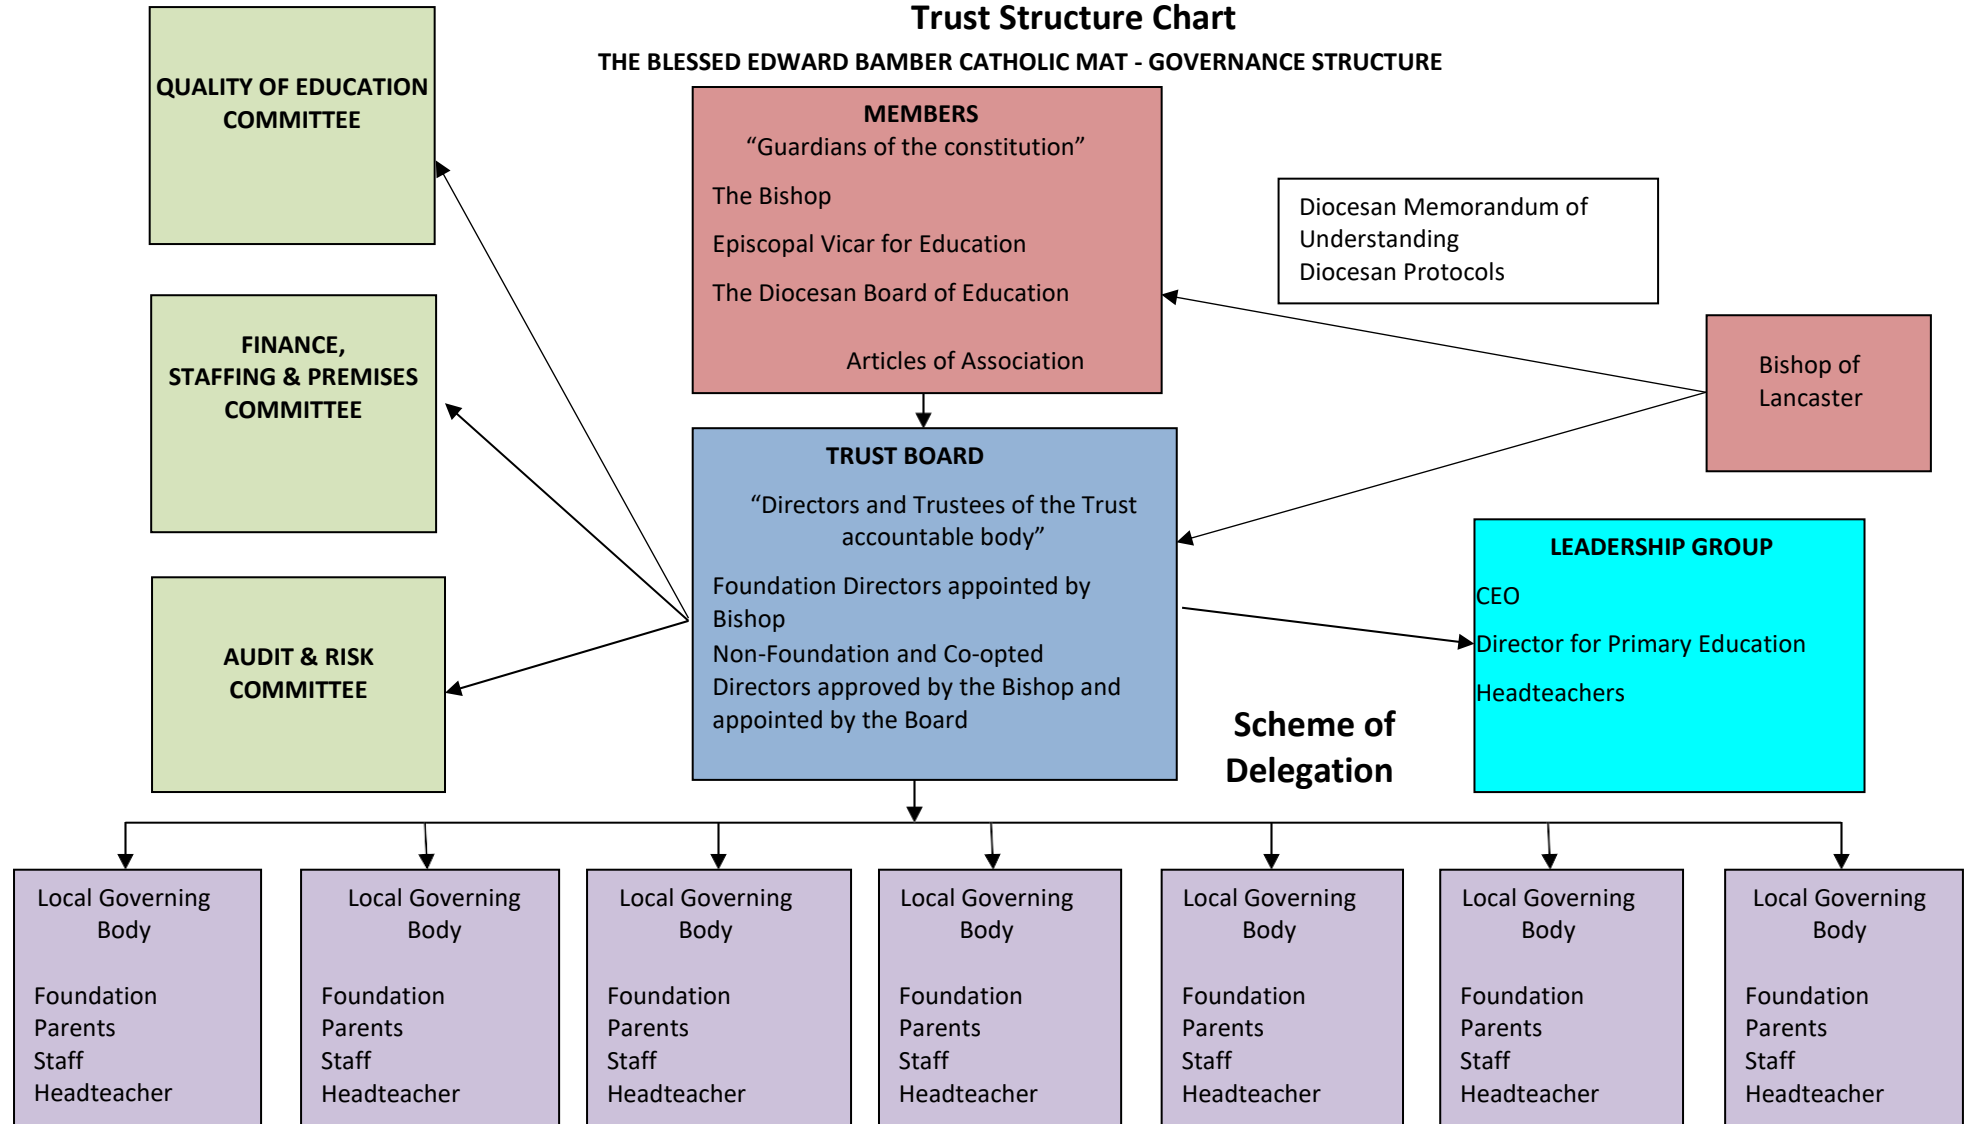 Trust Structure Chart
THE BLESSED EDWARD BAMBER CATHOLIC MAT - GOVERNANCE STRUCTURE
QUALITY OF EDUCATION
COMMITTEE
MEMBERS
“Guardians of the constitution”
The Bishop
Episcopal Vicar for Education
The Diocesan Board of Education
Articles of Association
Diocesan Memorandum of
Understanding
Diocesan Protocols
FINANCE,
STAFFING & PREMISES
COMMITTEE
Bishop of
Lancaster
TRUST BOARD
“Directors and Trustees of the Trust
accountable body”
Foundation Directors appointed by
Bishop
Non-Foundation and Co-opted
Directors approved by the Bishop and
appointed by the Board
LEADERSHIP GROUP
CEO
Director for Primary Education
Headteachers
AUDIT & RISK
COMMITTEE
Scheme of
Delegation
Local Governing
Body
Foundation
Parents
Staff
Headteacher
Local Governing
Body
Foundation
Parents
Staff
Headteacher
Local Governing
Body
Foundation
Parents
Staff
Headteacher
Local Governing
Body
Foundation
Parents
Staff
Headteacher
Local Governing
Body
Foundation
Parents
Staff
Headteacher
Local Governing
Body
Foundation
Parents
Staff
Headteacher
Local Governing
Body
Foundation
Parents
Staff
Headteacher